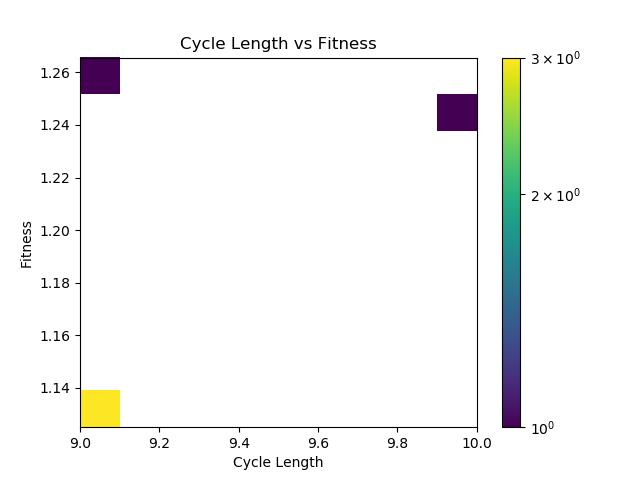 Cycle Length vs Fitness
Fitness
1.26
1.24
1.22
1.20
1.18
1.16
1.14
9.0 9.2 9.4 9.6 9.8 10.0
Cycle Length
3 × 10⁰
2 × 10⁰
10⁰